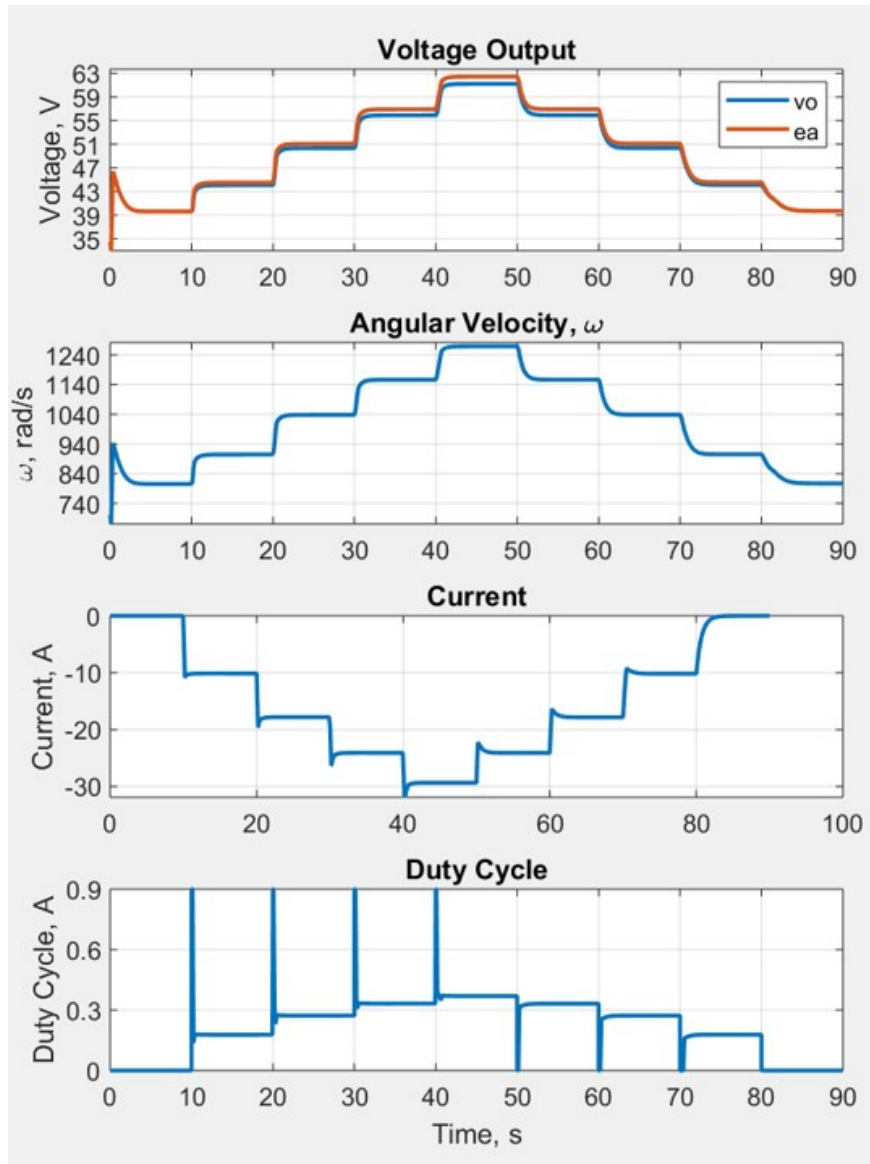 Voltage Output
Voltage, V
63
59
55
51
47
43
39
35
vo
ea
0 10 20 30 40 50 60 70 80 90
Angular Velocity, ω
ω, rad/s
1240
1140
1040
940
840
740
0 10 20 30 40 50 60 70 80 90
Current
Current, A
0
-10
-20
-30
0 20 40 60 80 100
Duty Cycle
Duty Cycle, A
0.9
0.6
0.3
0
0 10 20 30 40 50 60 70 80 90
Time, s